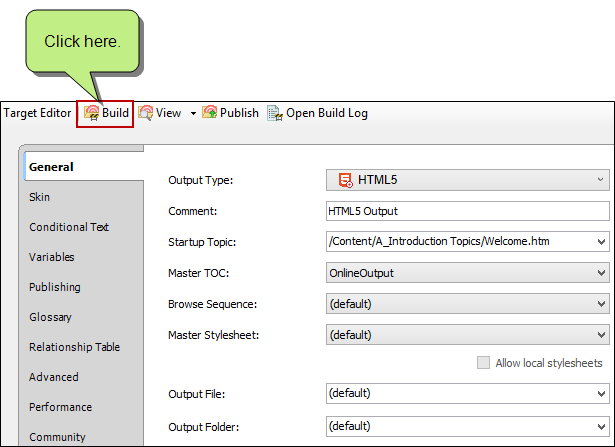 Click here.
Target Editor Build View Publish Open Build Log
General
Skin
Conditional Text
Variables
Publishing
Glossary
Relationship Table
Advanced
Performance
Community
Output Type: HTML5
Comment: HTML5 Output
Startup Topic: /Content/A_Introduction Topics/Welcome.htm
Master TOC: OnlineOutput
Browse Sequence: (default)
Master Stylesheet: (default)
Allow local stylesheets
Output File: (default)
Output Folder: (default)